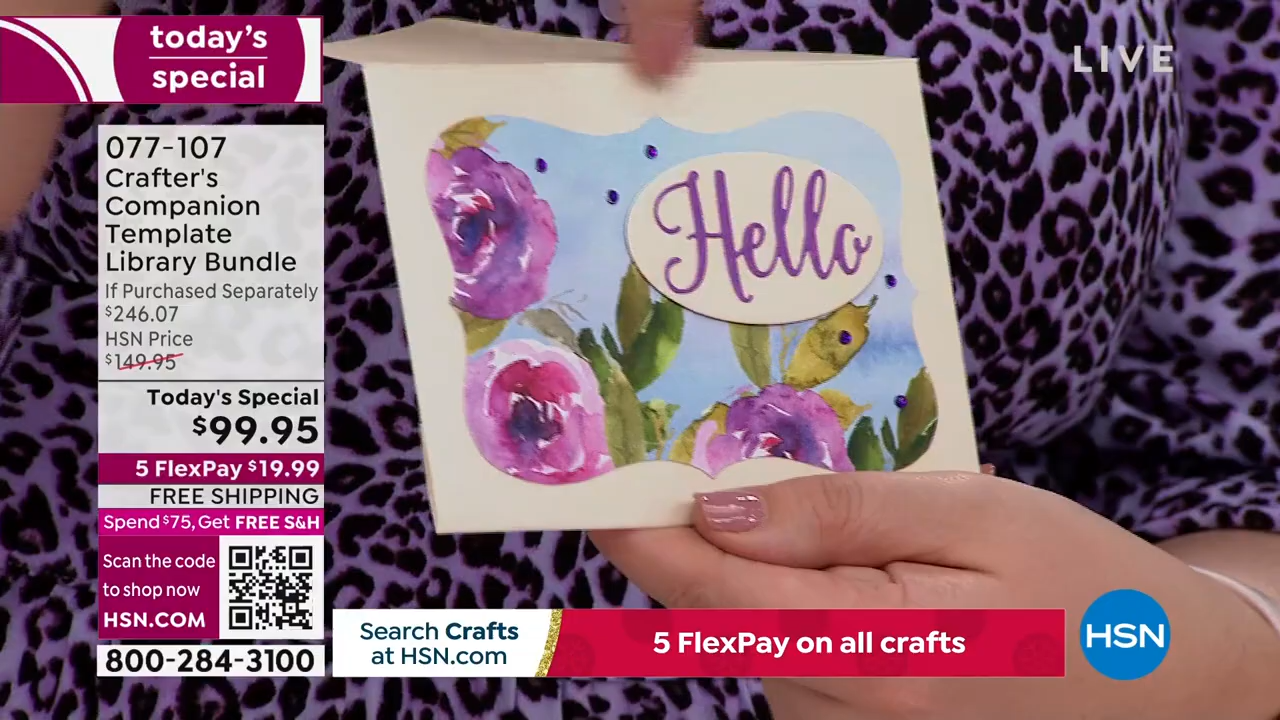 today's
special
LIVE
077-107
Crafter's
Companion
Template
Library Bundle
If Purchased Separately
$246.07
HSN Price
$149.95
Today's Special
$99.95
5 FlexPay $19.99
FREE SHIPPING
Spend $75, Get FREE S&H
Scan the code
to shop now
HSN.COM
800-284-3100
Hello
Search Crafts
at HSN.com
5 FlexPay on all crafts
HSN